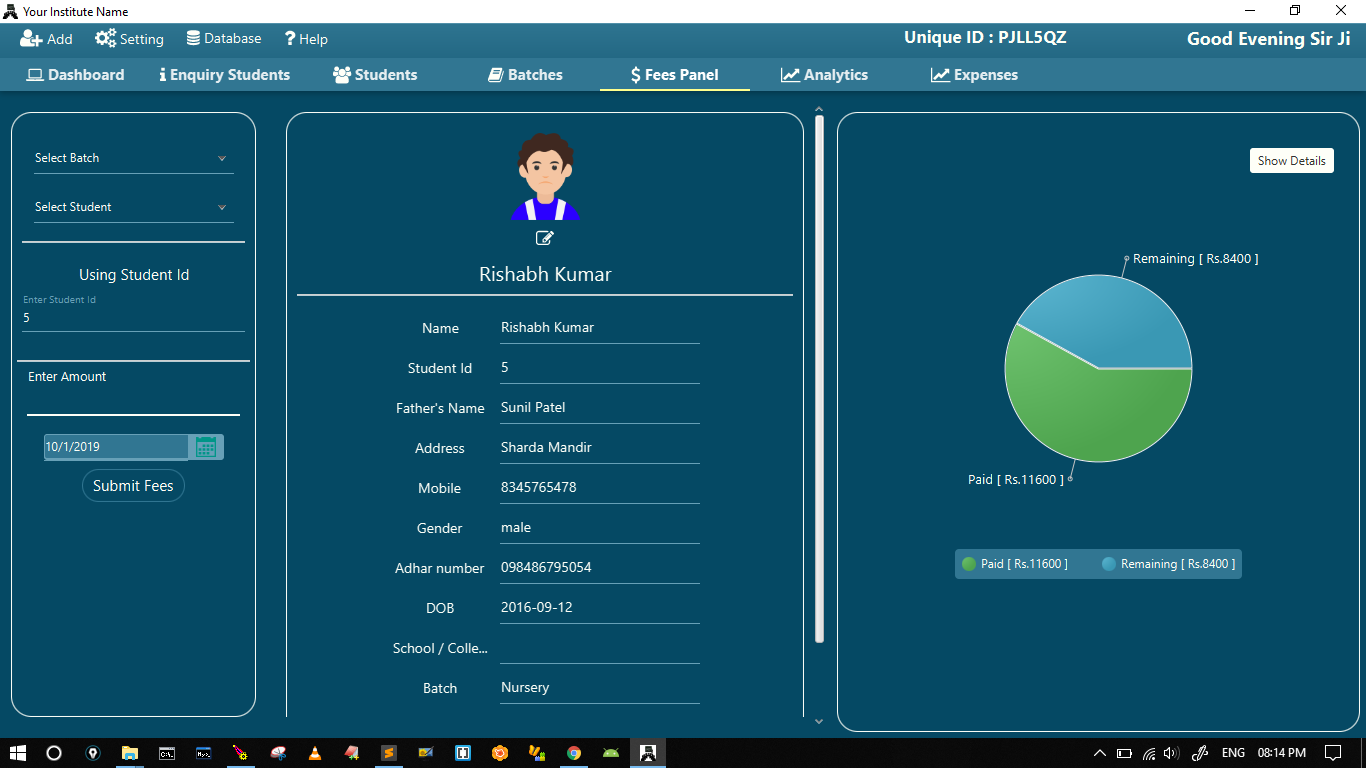 Your Institute Name
Add Setting Database ? Help Unique ID : PJLL5QZ Good Evening Sir Ji
Dashboard Enquiry Students Students Batches $ Fees Panel Analytics Expenses
Select Batch
Select Student
Using Student Id
Enter Student Id
5
Enter Amount
10/1/2019
Submit Fees
Rishabh Kumar
Name Rishabh Kumar
Student Id 5
Father's Name Sunil Patel
Address Sharda Mandir
Mobile 8345765478
Gender male
Adhar number 098486795054
DOB 2016-09-12
School / Colle...
Batch Nursery
Show Details
Remaining [ Rs.8400 ]
Paid [ Rs.11600 ]
Paid [ Rs.11600 ] Remaining [ Rs.8400 ]
ENG 08:14 PM